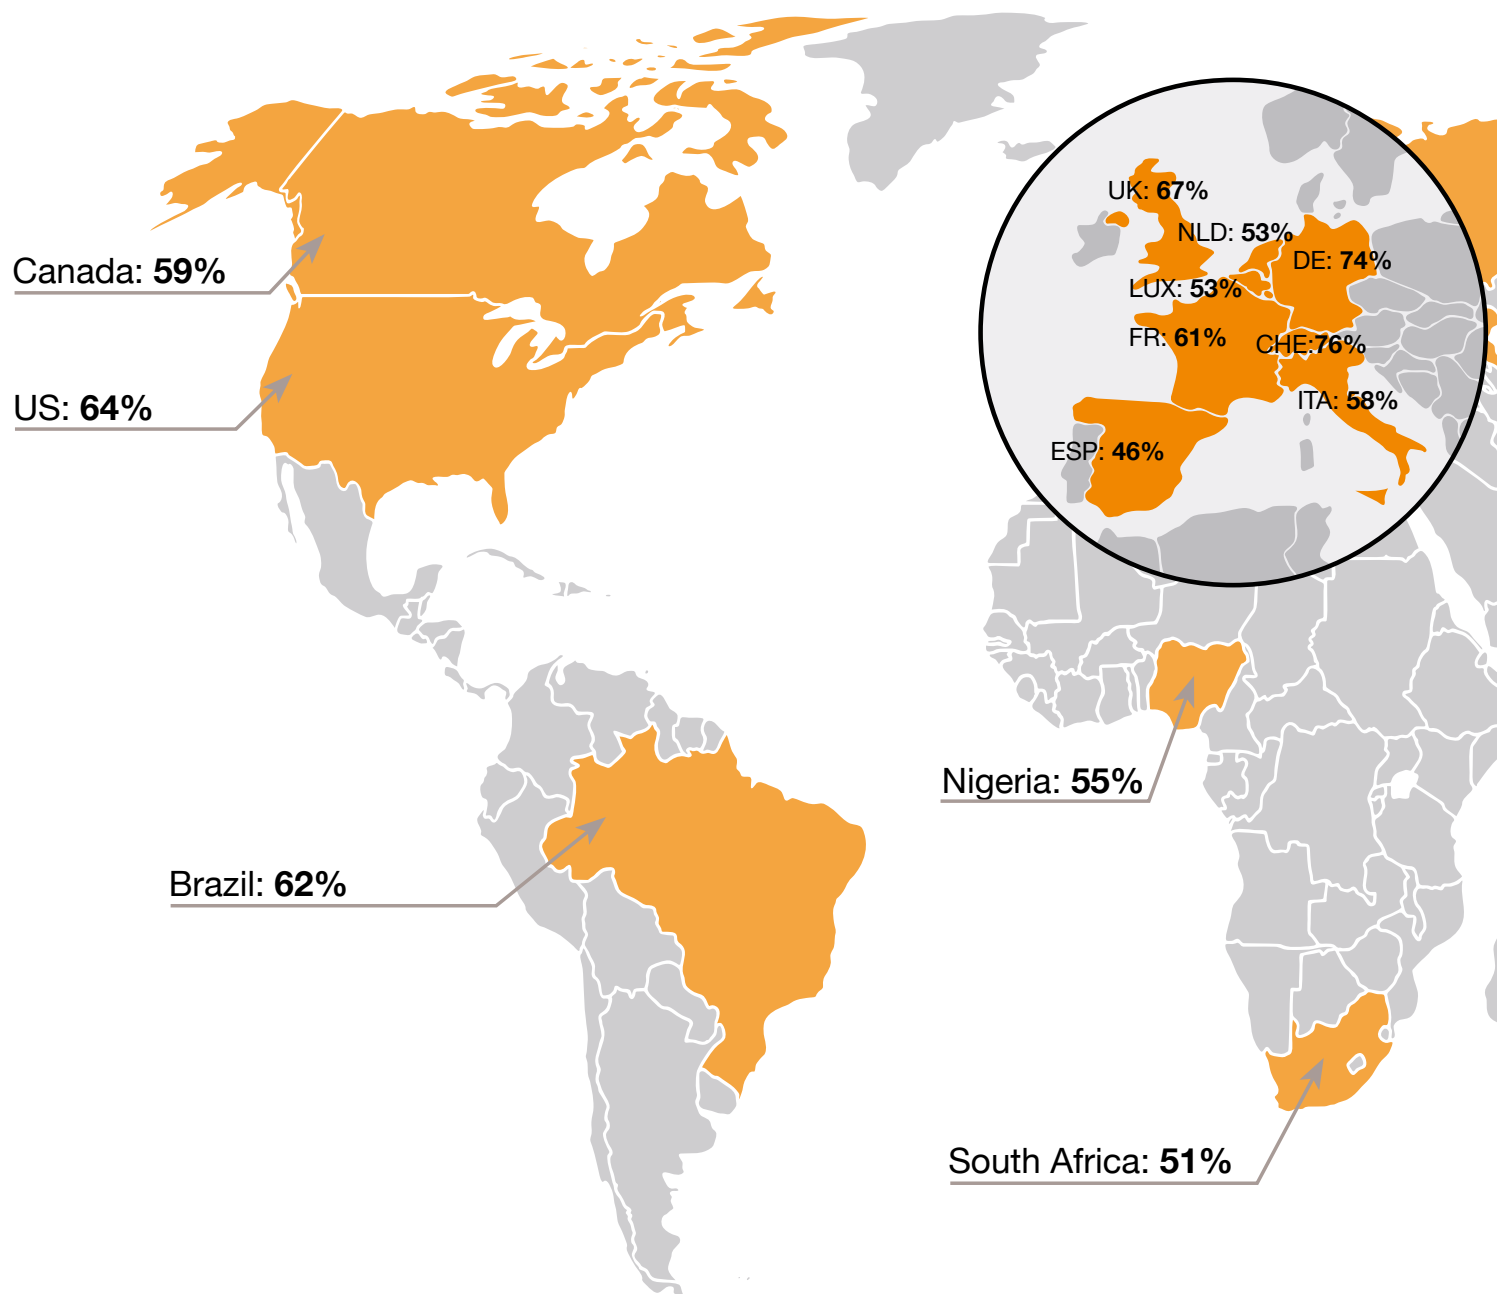 Canada: 59%
US: 64%
UK: 67%
NLD: 53%
DE: 74%
LUX: 53%
FR: 61%
CHE:76%
ITA: 58%
ESP: 46%
Nigeria: 55%
Brazil: 62%
South Africa: 51%